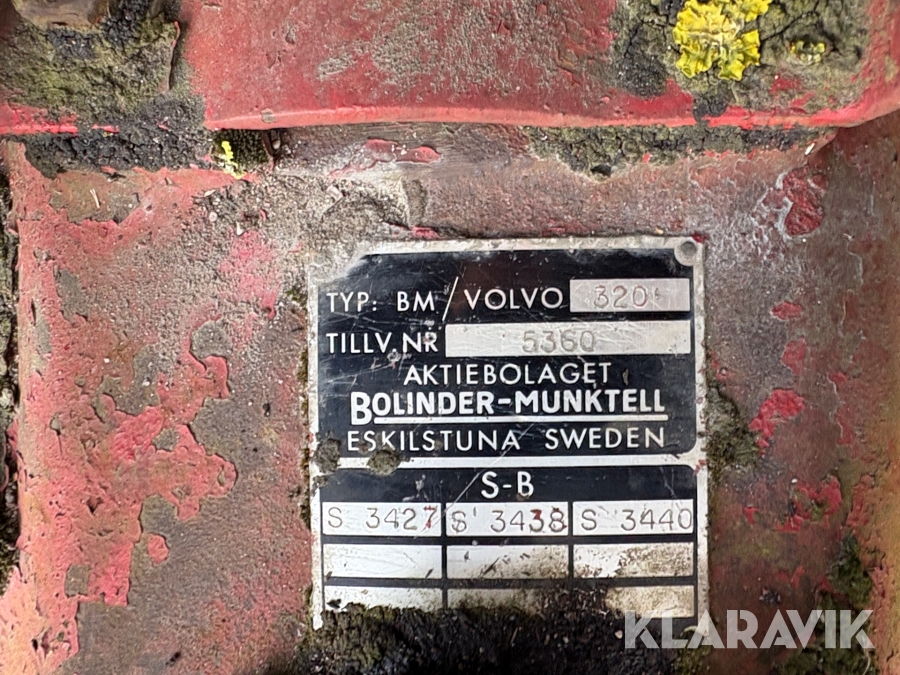 TYP: BM/VOLVO 320
TILLV.NR 5360
AKTIEBOLAGET
BOLINDER-MUNKTELL
ESKILSTUNA SWEDEN
S-B
S 3427 S 3438 S 3440
KLARAVIK